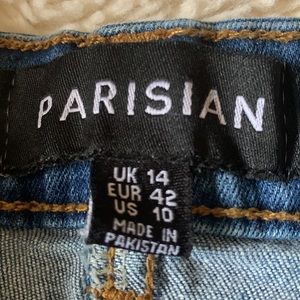 PARISIAN
UK 14
EUR 42
US 10
MADE IN
PAKISTAN